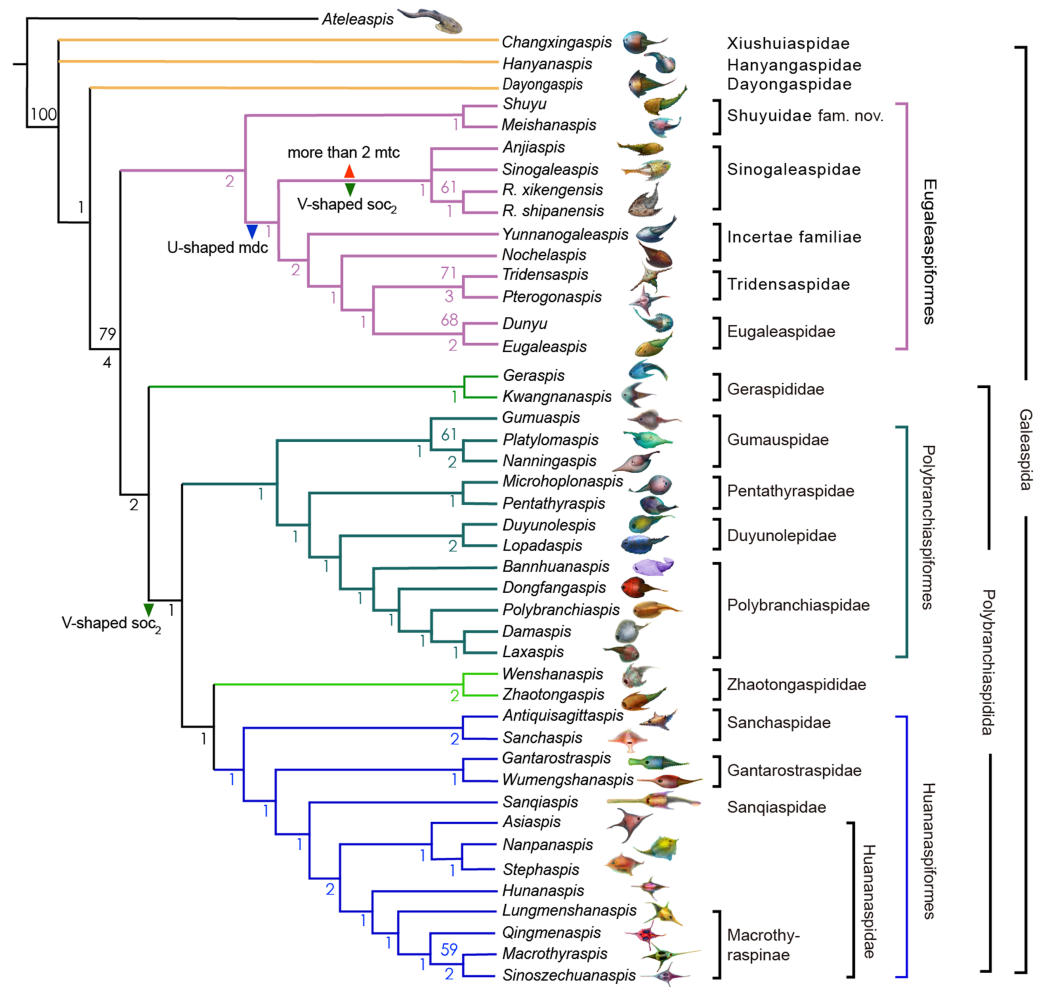 Ateleaspis
Changxingaspis
Xiushuiaspidae
Hanyanaspis
Hanyangaspidae
Dayongaspis
Dayongaspidae
100
Shuyu
Meishanaspis
1
Shuyuidae fam. nov.
more than 2 mtc
V-shaped soc2
2
U-shaped mdc
1
Anjiaspis
Sinogaleaspis
R. xikengensis
R. shipanensis
1
61
1
Sinogaleaspidae
Yunnanogaleaspis
Nochelaspis
Incertae familiae
2
Tridensaspis
Pterogonaspis
71
3
Tridensaspidae
1
1
Dunyu
Eugaleaspis
68
2
Eugaleaspidae
Eugaleaspiformes
1
79
4
Geraspis
Kwangnanaspis
1
Geraspididae
Gumuaspis
Platylomaspis
Nanningaspis
61
1
2
Gumauspidae
Microhoplonaspis
Pentathyraspis
1
Pentathyraspidae
2
1
1
Duyunolespis
Lopadaspis
2
Duyunolepidae
1
Bannhuanaspis
Dongfangaspis
Polybranchiaspis
Damaspis
Laxaspis
1
1
1
1
Polybranchiaspidae
Polybranchiaspiformes
V-shaped soc2
1
Wenshanaspis
Zhaotongaspis
2
Zhaotongaspididae
Polybranchiaspidida
Galeaspida
1
Antiquisagittaspis
Sanchaspis
2
Sanchaspidae
1
Gantarostraspis
Wumengshanaspis
1
Gantarostraspidae
1
Sanqiaspis
Sanqiaspidae
1
Asiaspis
Nanpanaspis
Stephaspis
1
1
2
Hunanaspis
1
Lungmenshanaspis
Qingmenaspis
Macrothyraspis
Sinoszechuanaspis
1
1
59
2
Macrothy-
raspinae
Huananaspidae
Huananaspiformes